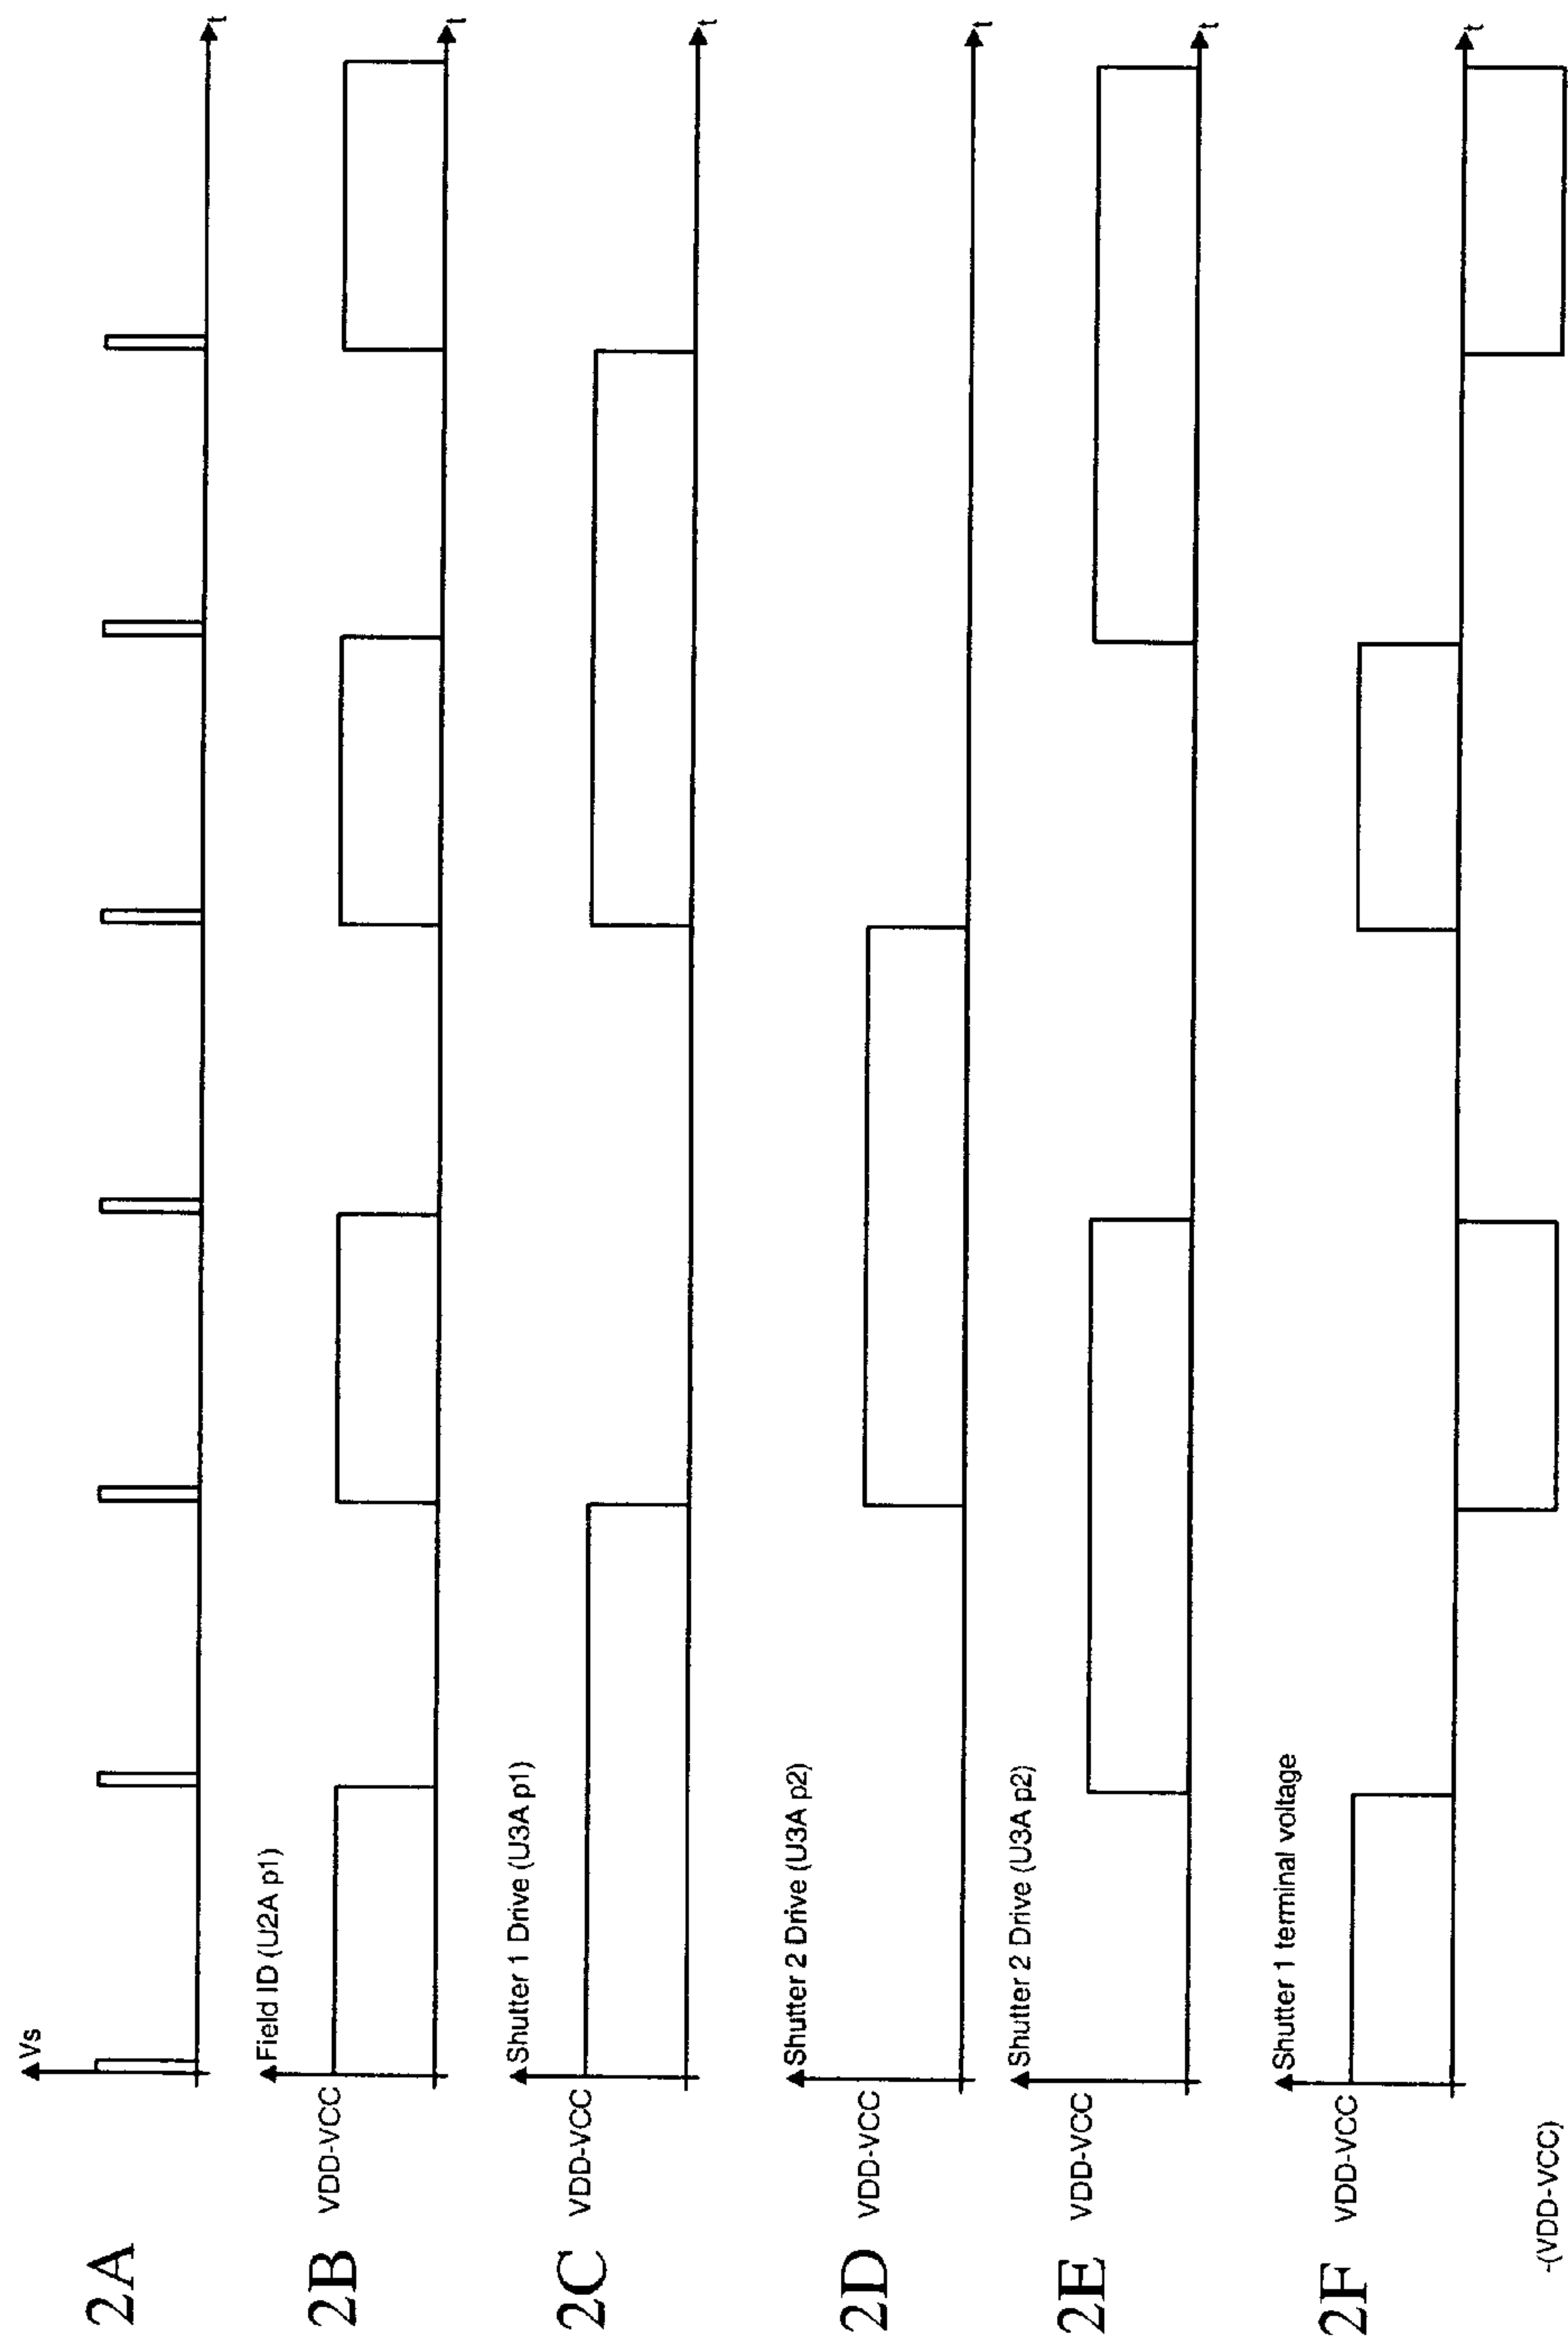 2A
Vs
t
2B
VDD-VCC
Field ID (U2A p1)
t
2C
VDD-VCC
Shutter 1 Drive (U3A p1)
t
2D
VDD-VCC
Shutter 2 Drive (U3A p2)
t
2E
VDD-VCC
Shutter 2 Drive (U3A p2)
t
2F
VDD-VCC
Shutter 1 terminal voltage
t
-(VDD-VCC)